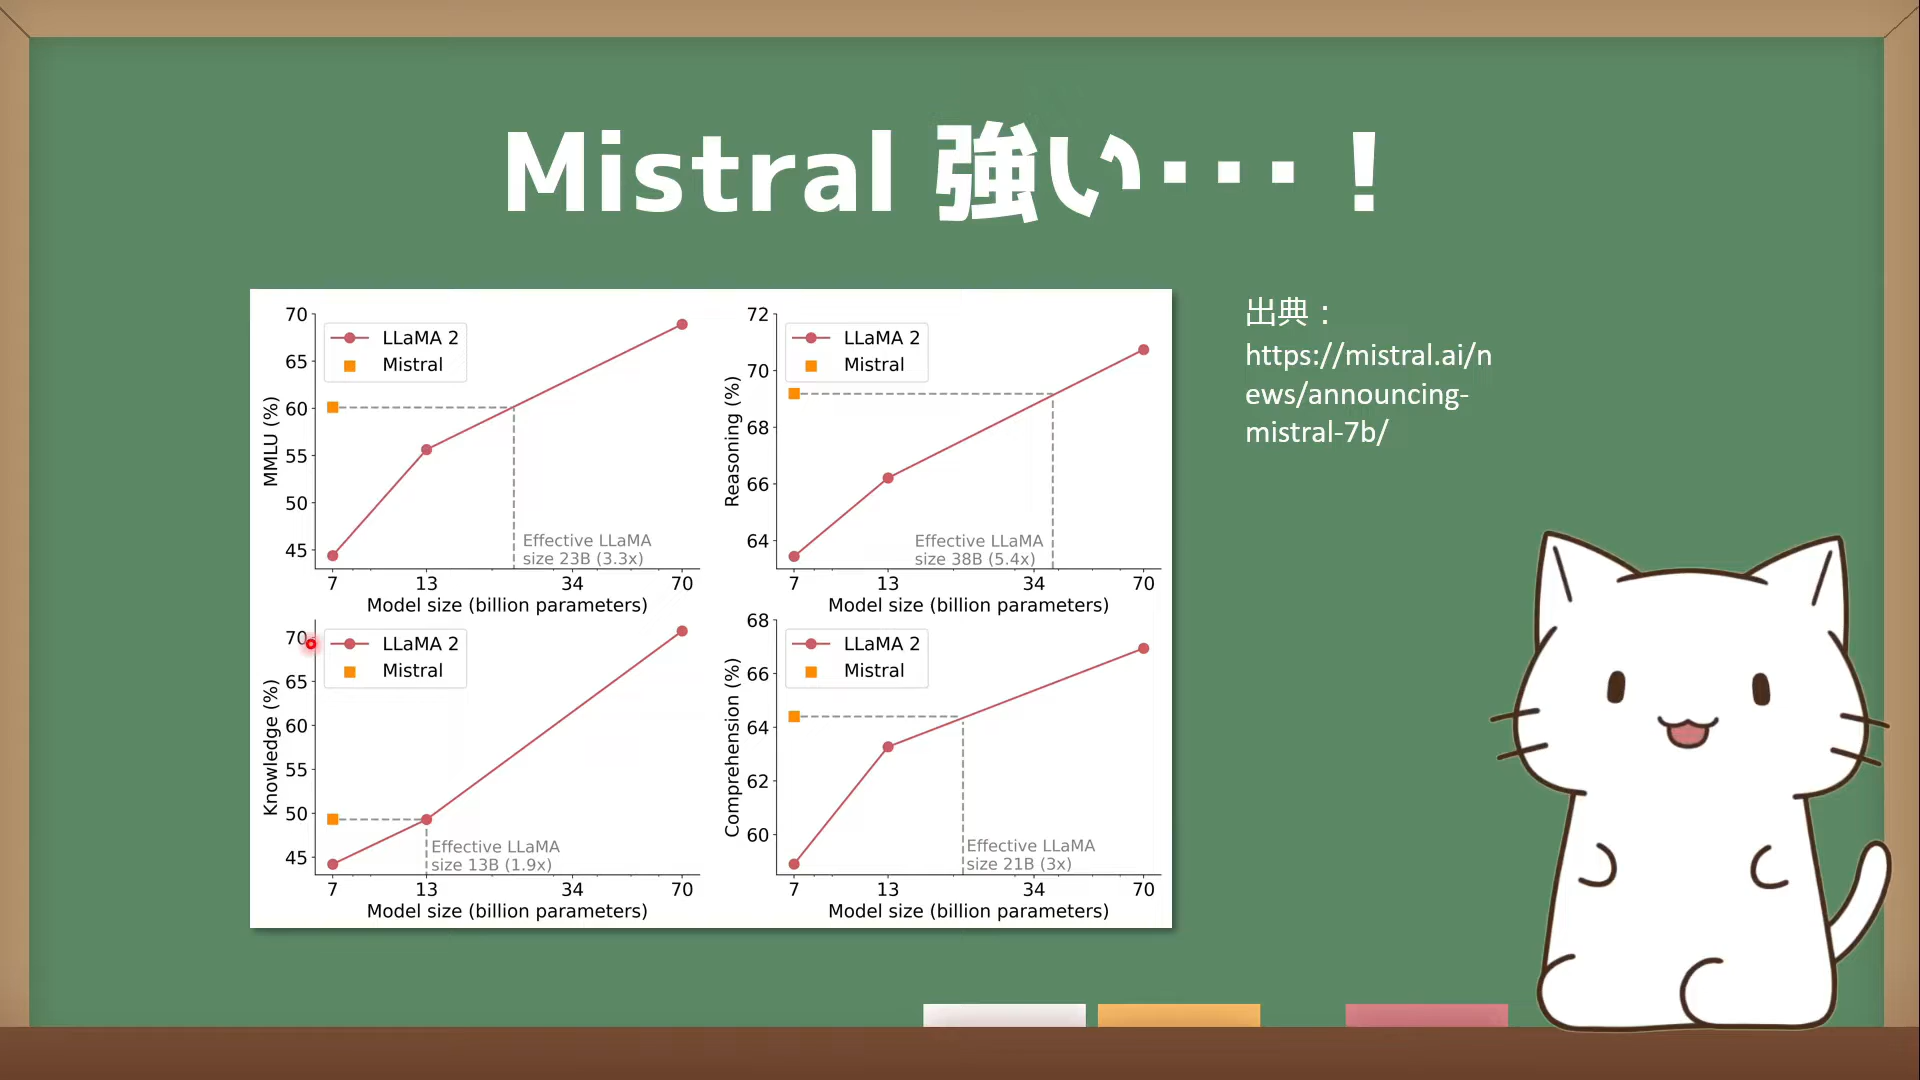 Mistral 強い･･･！
70
65
60
55
50
45
MMLU (%)
LLaMA 2
Mistral
Effective LLaMA
size 23B (3.3x)
7 13 34 70
Model size (billion parameters)
72
70
68
66
64
Reasoning (%)
LLaMA 2
Mistral
Effective LLaMA
size 38B (5.4x)
7 13 34 70
Model size (billion parameters)
70
65
60
55
50
45
Knowledge (%)
LLaMA 2
Mistral
Effective LLaMA
size 13B (1.9x)
7 13 34 70
Model size (billion parameters)
68
66
64
62
60
Comprehension (%)
LLaMA 2
Mistral
Effective LLaMA
size 21B (3x)
7 13 34 70
Model size (billion parameters)
出典：
https://mistral.ai/n
ews/announcing-
mistral-7b/